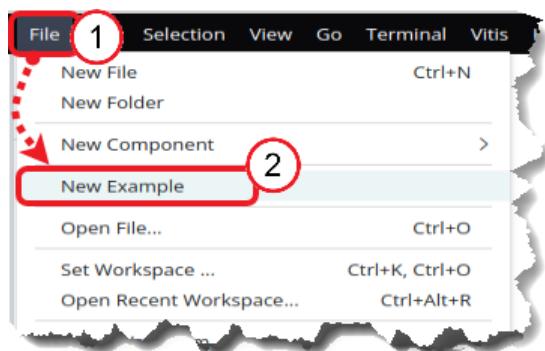 File 1 Selection View Go Terminal Vitis
New File Ctrl+N
New Folder
New Component >
2
New Example
Open File... Ctrl+O
Set Workspace ... Ctrl+K, Ctrl+O
Open Recent Workspace... Ctrl+Alt+R